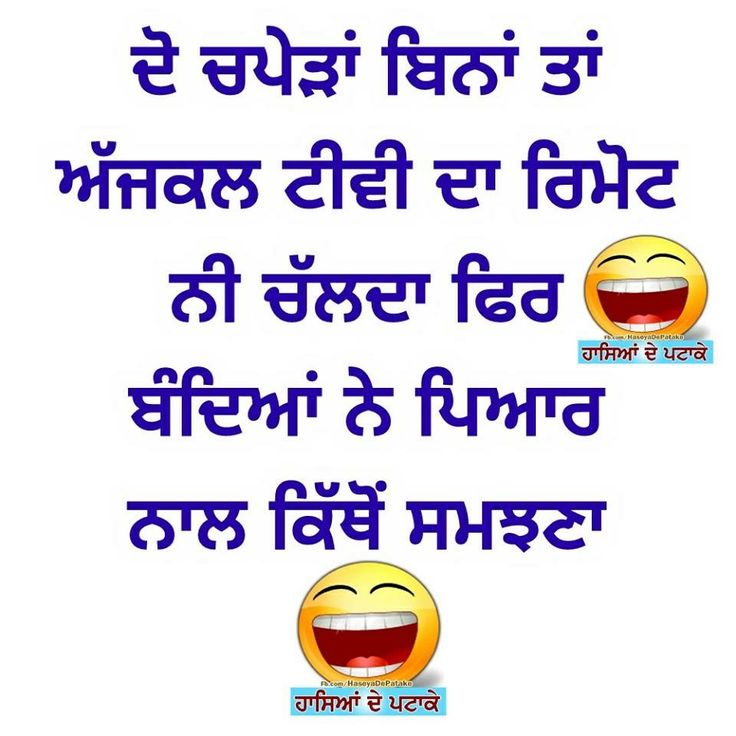 ਦੋ ਚਪੇੜਾਂ ਬਿਨਾਂ ਤਾਂ
ਅੱਜਕਲ ਟੀਵੀ ਦਾ ਰਿਮੋਟ
ਨੀ ਚੱਲਦਾ ਫਿਰ
Fb.com/HaseyaDePatake
ਹਾਸਿਆਂ ਦੇ ਪਟਾਕੇ
ਬੰਦਿਆਂ ਨੇ ਪਿਆਰ
ਨਾਲ ਕਿੱਥੋਂ ਸਮਝਣਾ
Fb.com/HaseyaDePatake
ਹਾਸਿਆਂ ਦੇ ਪਟਾਕੇ